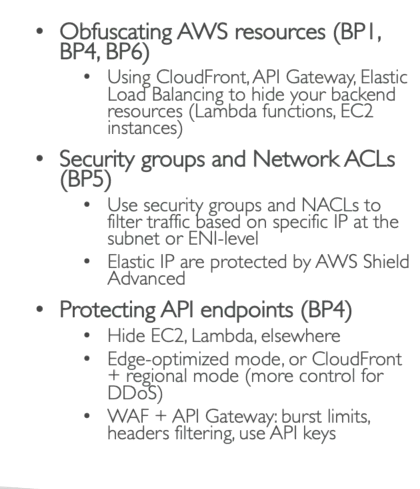 • Obfuscating AWS resources (BP1,
BP4, BP6)
• Using CloudFront, API Gateway, Elastic
Load Balancing to hide your backend
resources (Lambda functions, EC2
instances)
• Security groups and Network ACLs
(BP5)
• Use security groups and NACLs to
filter traffic based on specific IP at the
subnet or ENI-level
• Elastic IP are protected by AWS Shield
Advanced
• Protecting API endpoints (BP4)
• Hide EC2, Lambda, elsewhere
• Edge-optimized mode, or CloudFront
+ regional mode (more control for
DDoS)
• WAF + API Gateway: burst limits,
headers filtering, use API keys